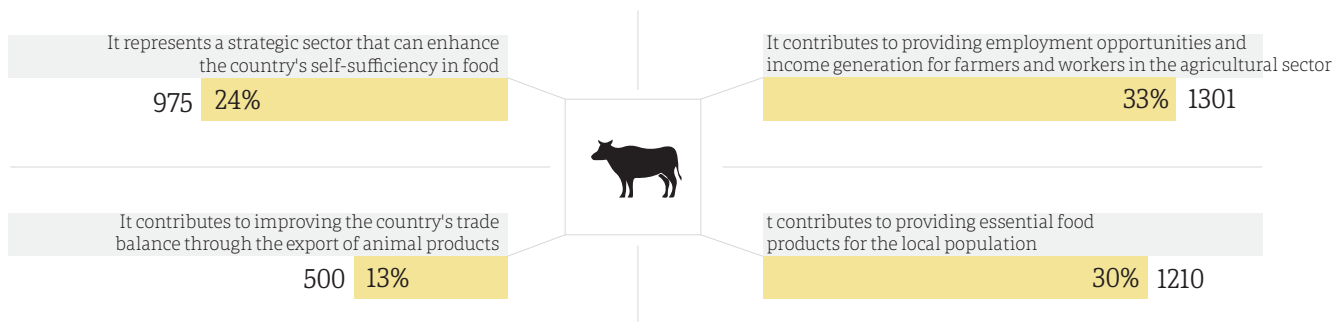 It represents a strategic sector that can enhance
the country's self-sufficiency in food
975 24%
It contributes to providing employment opportunities and
income generation for farmers and workers in the agricultural sector
33% 1301
It contributes to improving the country's trade
balance through the export of animal products
500 13%
t contributes to providing essential food
products for the local population
30% 1210